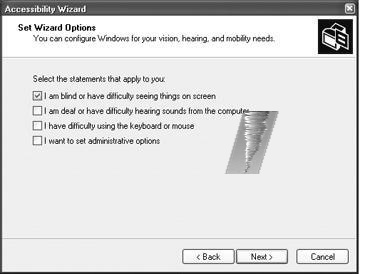 Accessibility Wizard
Set Wizard Options
You can configure Windows for your vision, hearing, and mobility needs.
Select the statements that apply to you:
I am blind or have difficulty seeing things on screen
I am deaf or have difficulty hearing sounds from the computer
I have difficulty using the keyboard or mouse
I want to set administrative options
< Back
Next >
Cancel